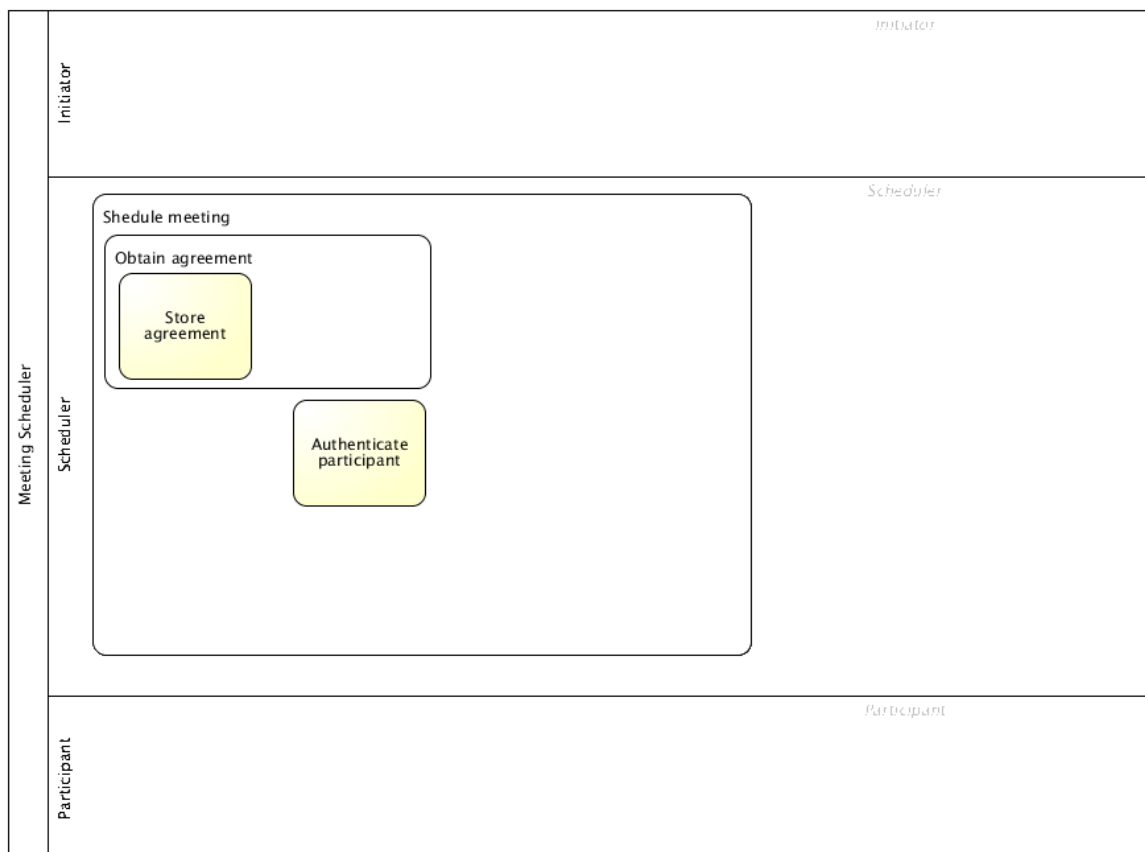 Meeting Scheduler
Initiator
Initiator
Scheduler
Scheduler
Shedule meeting
Obtain agreement
Store
agreement
Authenticate
participant
Participant
Participant